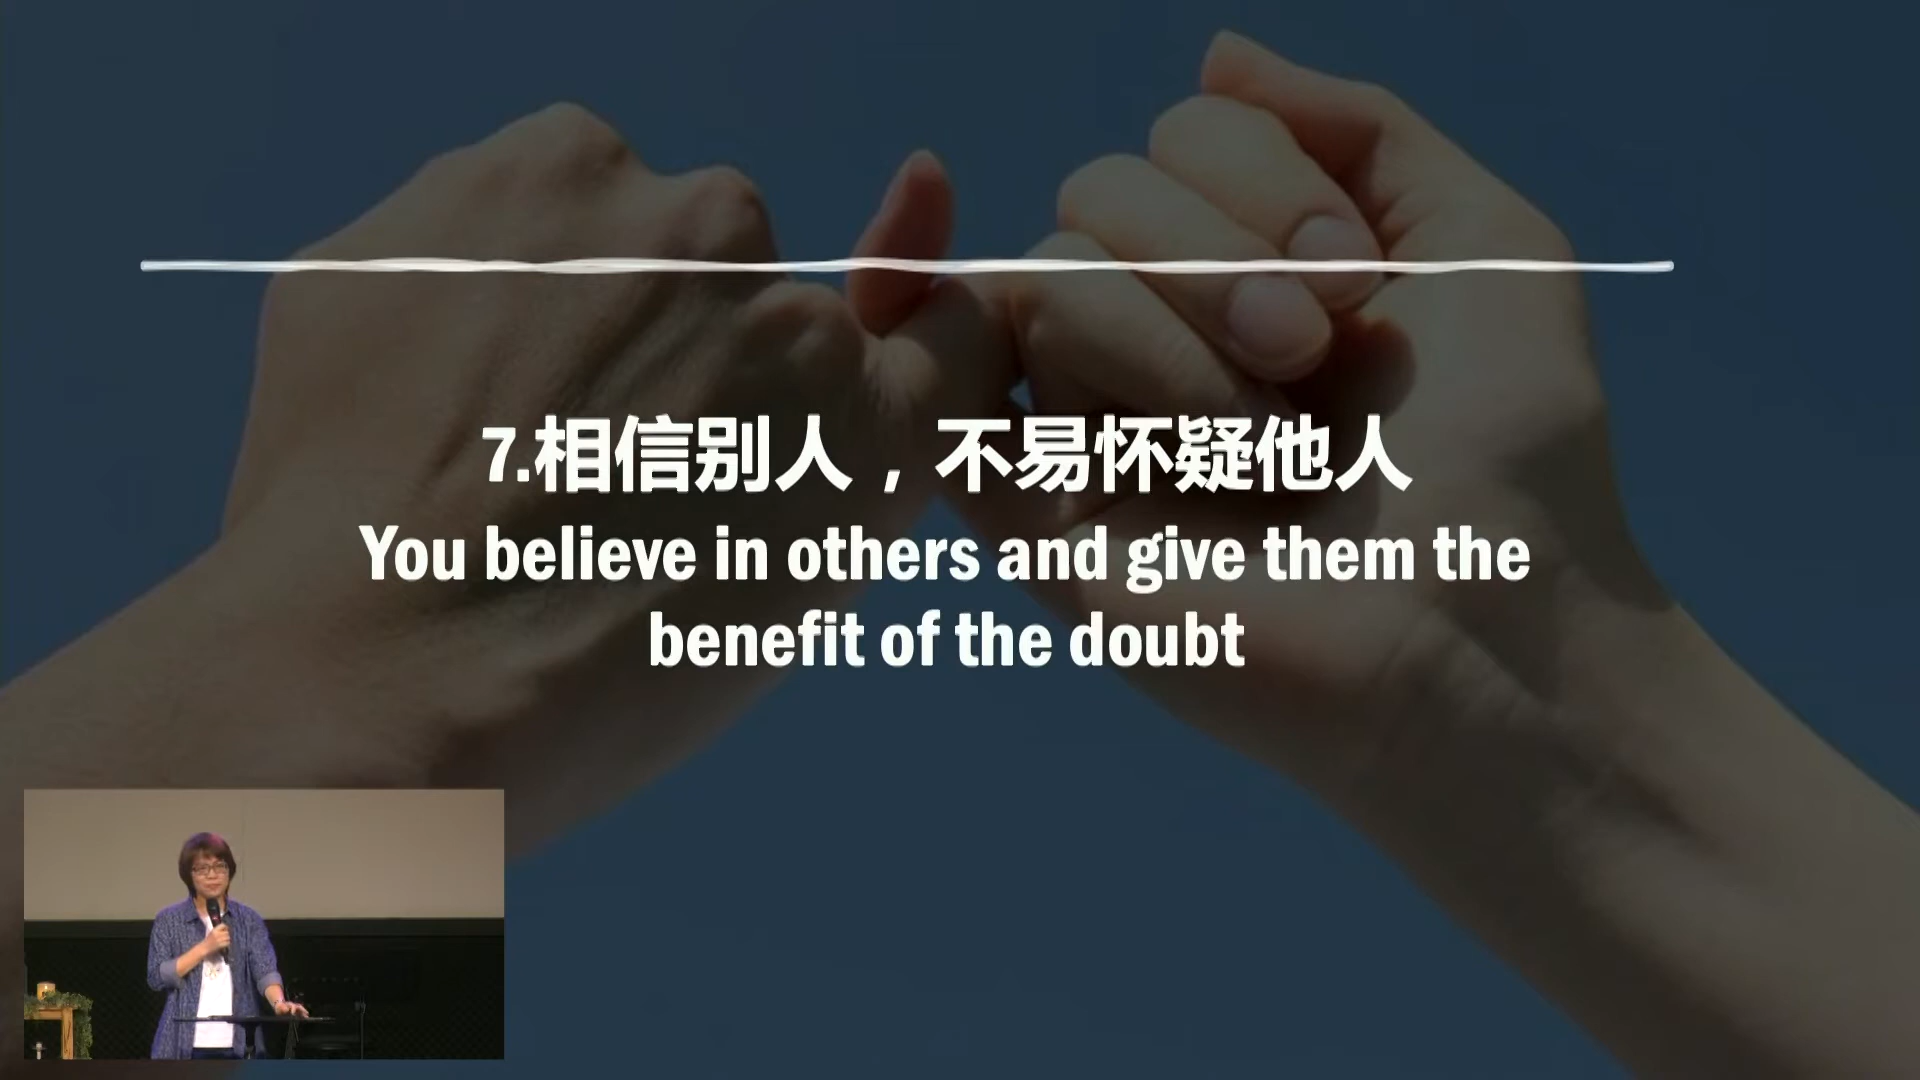 7.相信别人，不易怀疑他人
You believe in others and give them the
benefit of the doubt